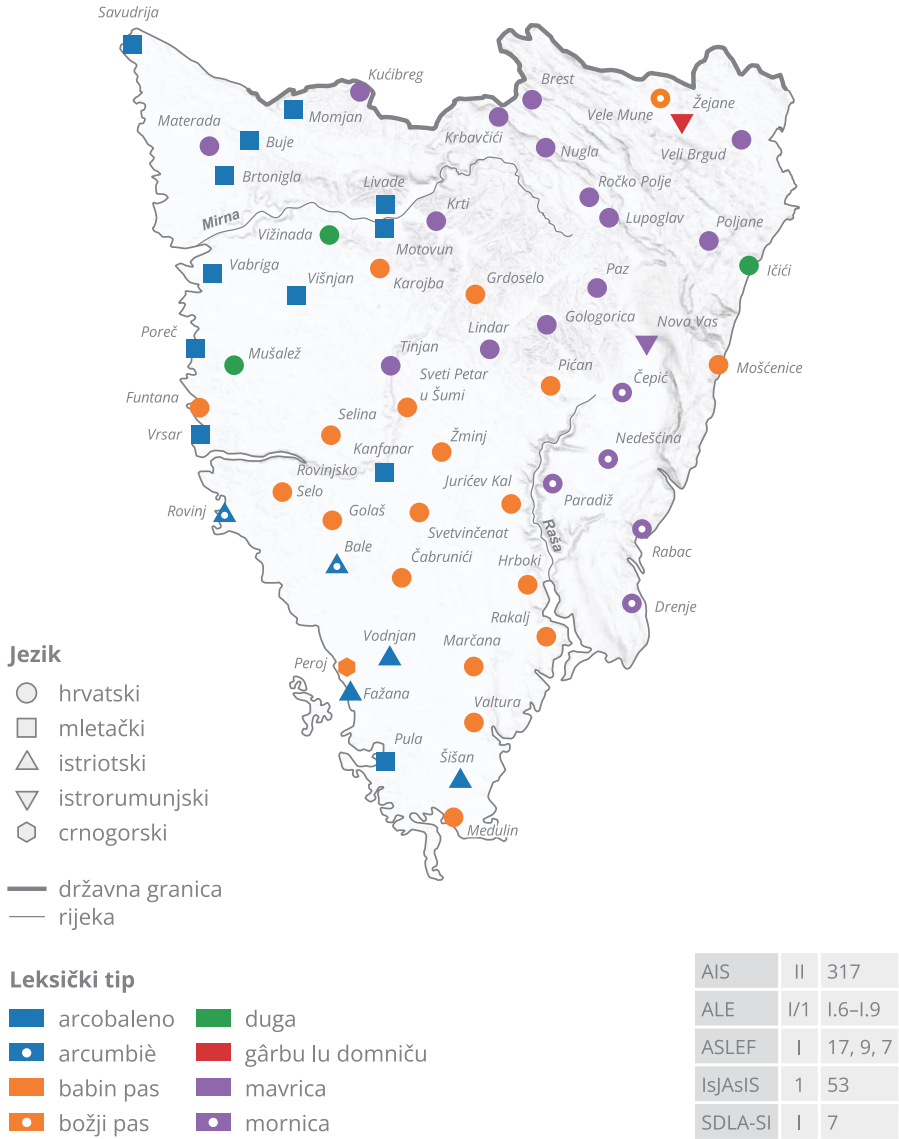 Savudrija
Kućibreg
Brest
Momjan
Vele Mune
Žejane
Materada
Buje
Krbavčići
Nugla
Veli Brgud
Brtonigla
Livade
Ročko Polje
Mirna
Krti
Lupoglav
Poljane
Vižinada
Motovun
Vabriga
Karojba
Grdoselo
Paz
Ičići
Višnjan
Gologorica
Nova Vas
Poreč
Lindar
Mušalež
Tinjan
Pićan
Mošćenice
Sveti Petar
u Šumi
Čepić
Funtana
Selina
Vrsar
Kanfanar
Žminj
Nedešćina
Rovinjsko
Selo
Jurićev Kal
Paradiž
Rovinj
Golaš
Svetvinčenat
Raša
Bale
Čabrunići
Hrboki
Rabac
Drenje
Rakalj
Vodnjan
Marčana
Peroj
Fažana
Valtura
Pula
Šišan
Medulin
Jezik
hrvatski
mletački
istriotski
istrorumunjski
crnogorski
državna granica
rijeka
Leksički tip
arcobaleno
arcumbiè
babin pas
božji pas
duga
gârbu lu domniču
mavrica
mornica
AIS II 317
ALE I/1 I.6–I.9
ASLEF I 17, 9, 7
IsJAsIS 1 53
SDLA-SI I 7